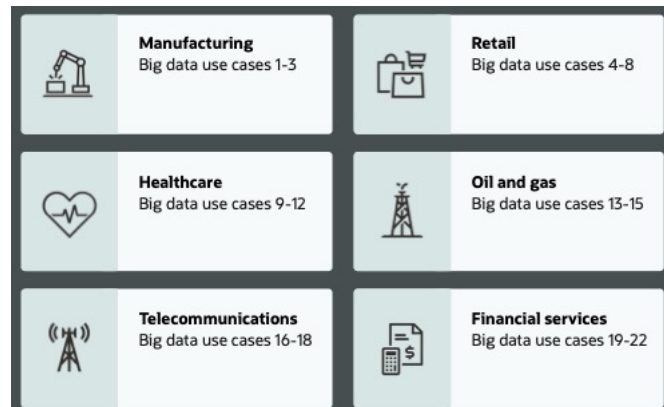 Manufacturing
Big data use cases 1-3
Retail
Big data use cases 4-8
Healthcare
Big data use cases 9-12
Oil and gas
Big data use cases 13-15
Telecommunications
Big data use cases 16-18
Financial services
Big data use cases 19-22
$